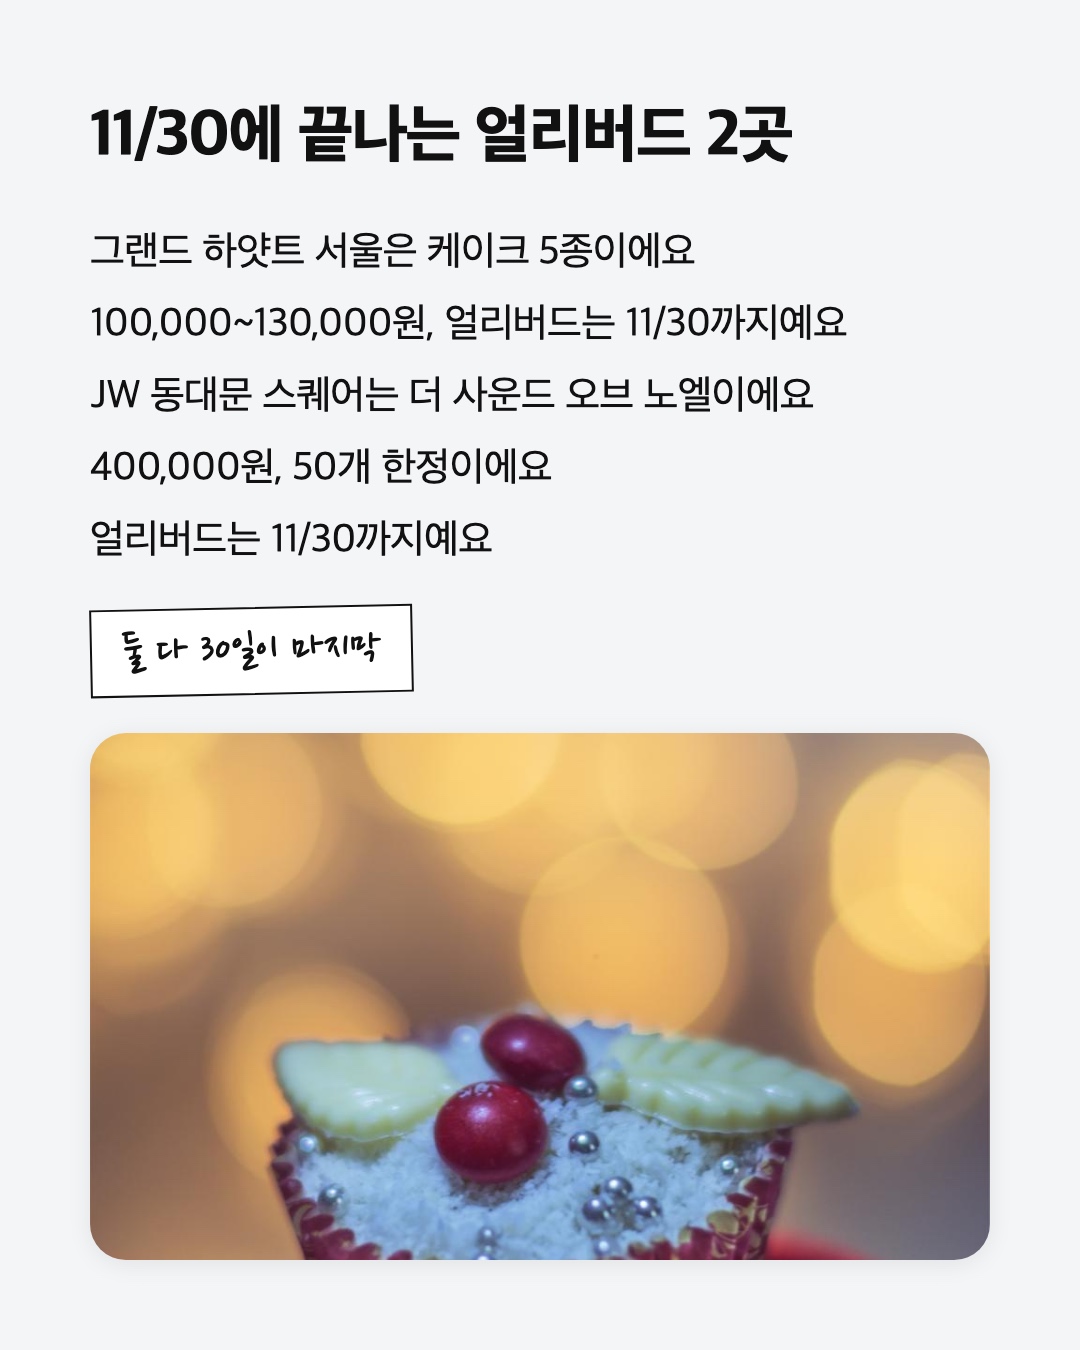 11/30에 끝나는 얼리버드 2곳
그랜드 하얏트 서울은 케이크 5종이에요
100,000~130,000원, 얼리버드는 11/30까지예요
JW 동대문 스퀘어는 더 사운드 오브 노엘이에요
400,000원, 50개 한정이에요
얼리버드는 11/30까지예요
둘 다 30일이 마지막